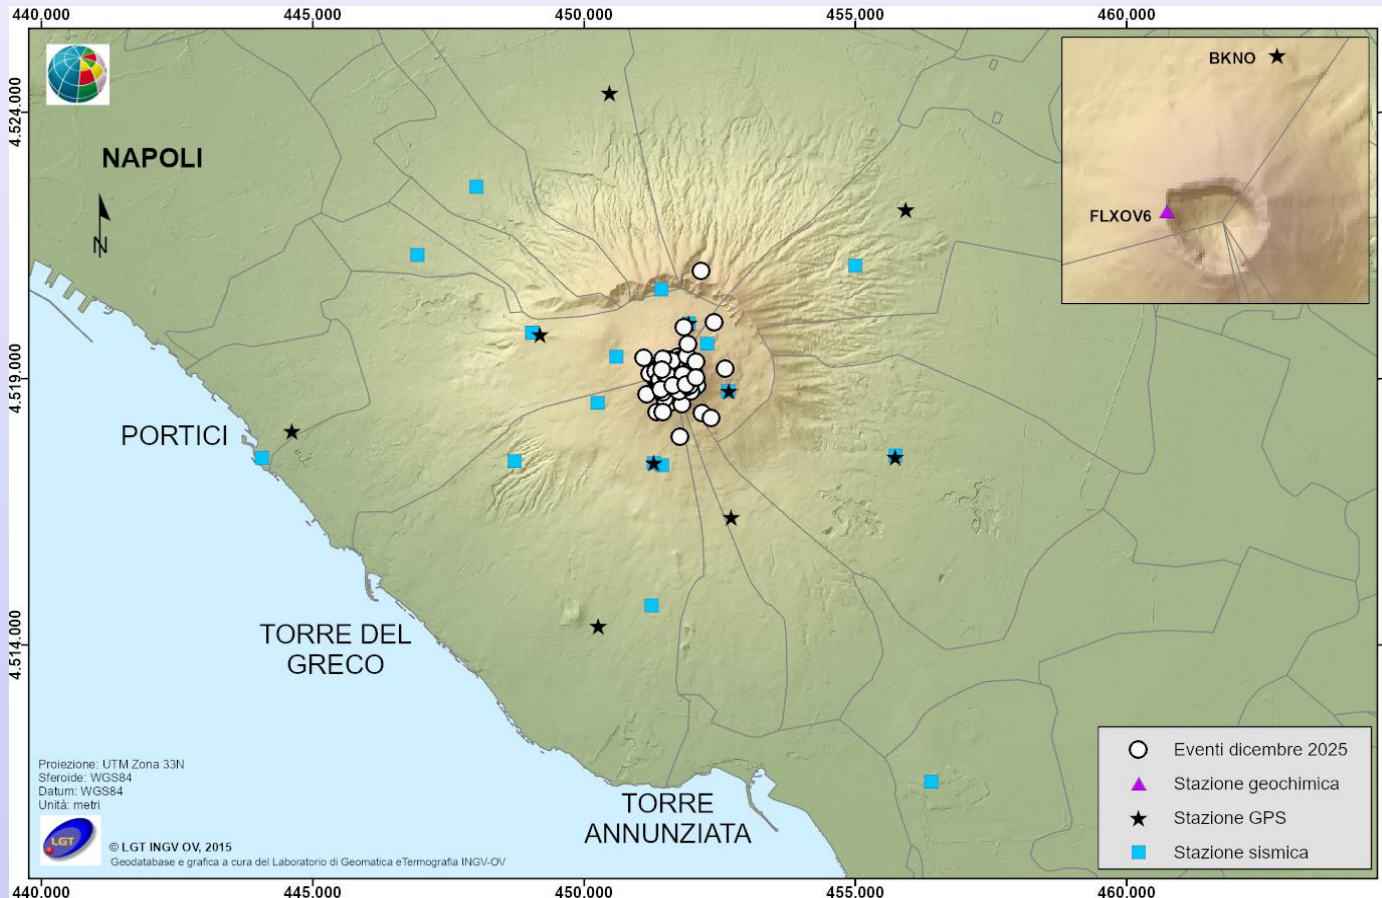 440.000 445.000 450.000 455.000 460.000
4.524.000
4.519.000
4.514.000
NAPOLI
N
BKNO
FLXOV6
PORTICI
TORRE DEL
GRECO
TORRE
ANNUNZIATA
Proiezione: UTM Zona 33N
Sferoide: WGS84
Datum: WGS84
Unità: metri
LGT
© LGT INGV OV, 2015
Geodatabase e grafica a cura del Laboratorio di Geomatica eTermografia INGV-OV
Eventi dicembre 2025
Stazione geochimica
Stazione GPS
Stazione sismica
440.000 445.000 450.000 455.000 460.000